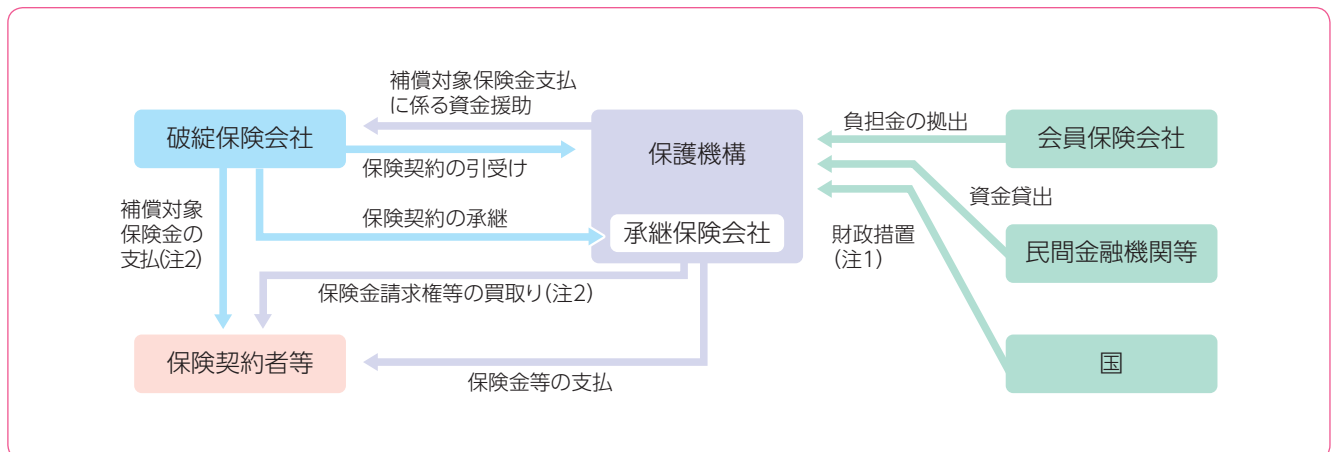 補償対象保険金支払
に係る資金援助
破綻保険会社
保険契約の引受け
保護機構
負担金の拠出
会員保険会社
資金貸出
補償対象
保険金の
支払(注2)
保険契約の承継
承継保険会社
財政措置
(注1)
民間金融機関等
保険金請求権等の買取り(注2)
保険契約者等
保険金等の支払
国